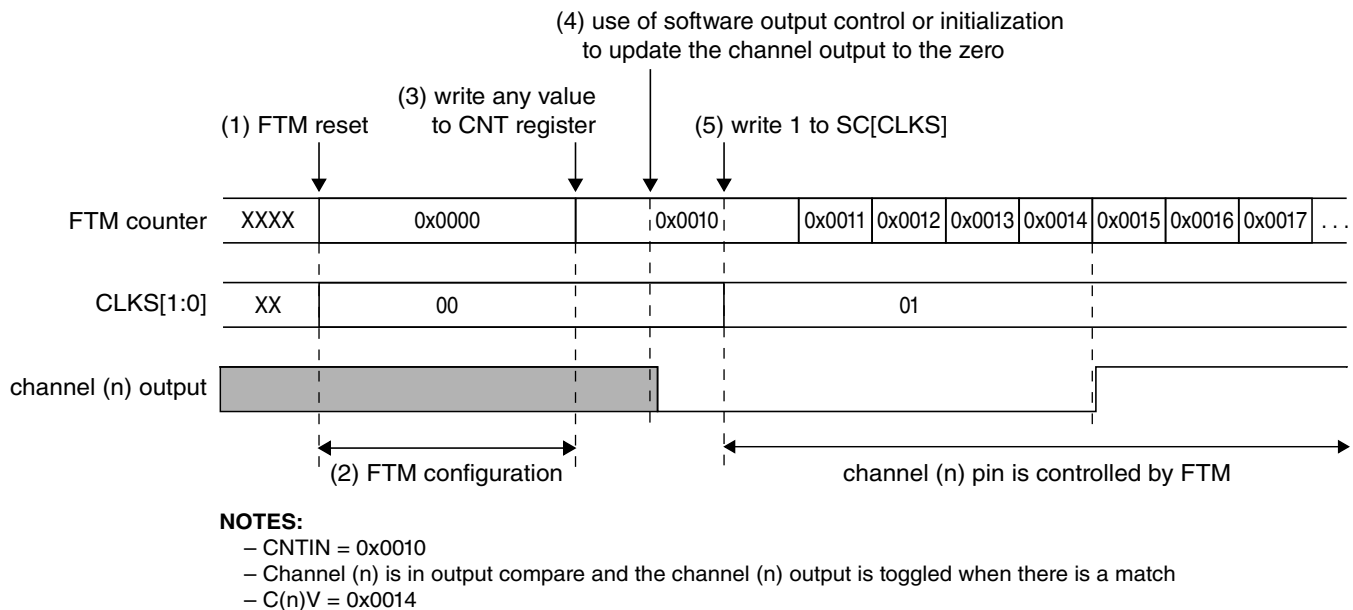 (4) use of software output control or initialization
to update the channel output to the zero
(3) write any value
to CNT register
(1) FTM reset
(5) write 1 to SC[CLKS]
FTM counter XXXX 0x0000 0x0010 0x0011 0x0012 0x0013 0x0014 0x0015 0x0016 0x0017 . . .
CLKS[1:0] XX 00 01
channel (n) output
(2) FTM configuration
channel (n) pin is controlled by FTM
NOTES:
– CNTIN = 0x0010
– Channel (n) is in output compare and the channel (n) output is toggled when there is a match
– C(n)V = 0x0014